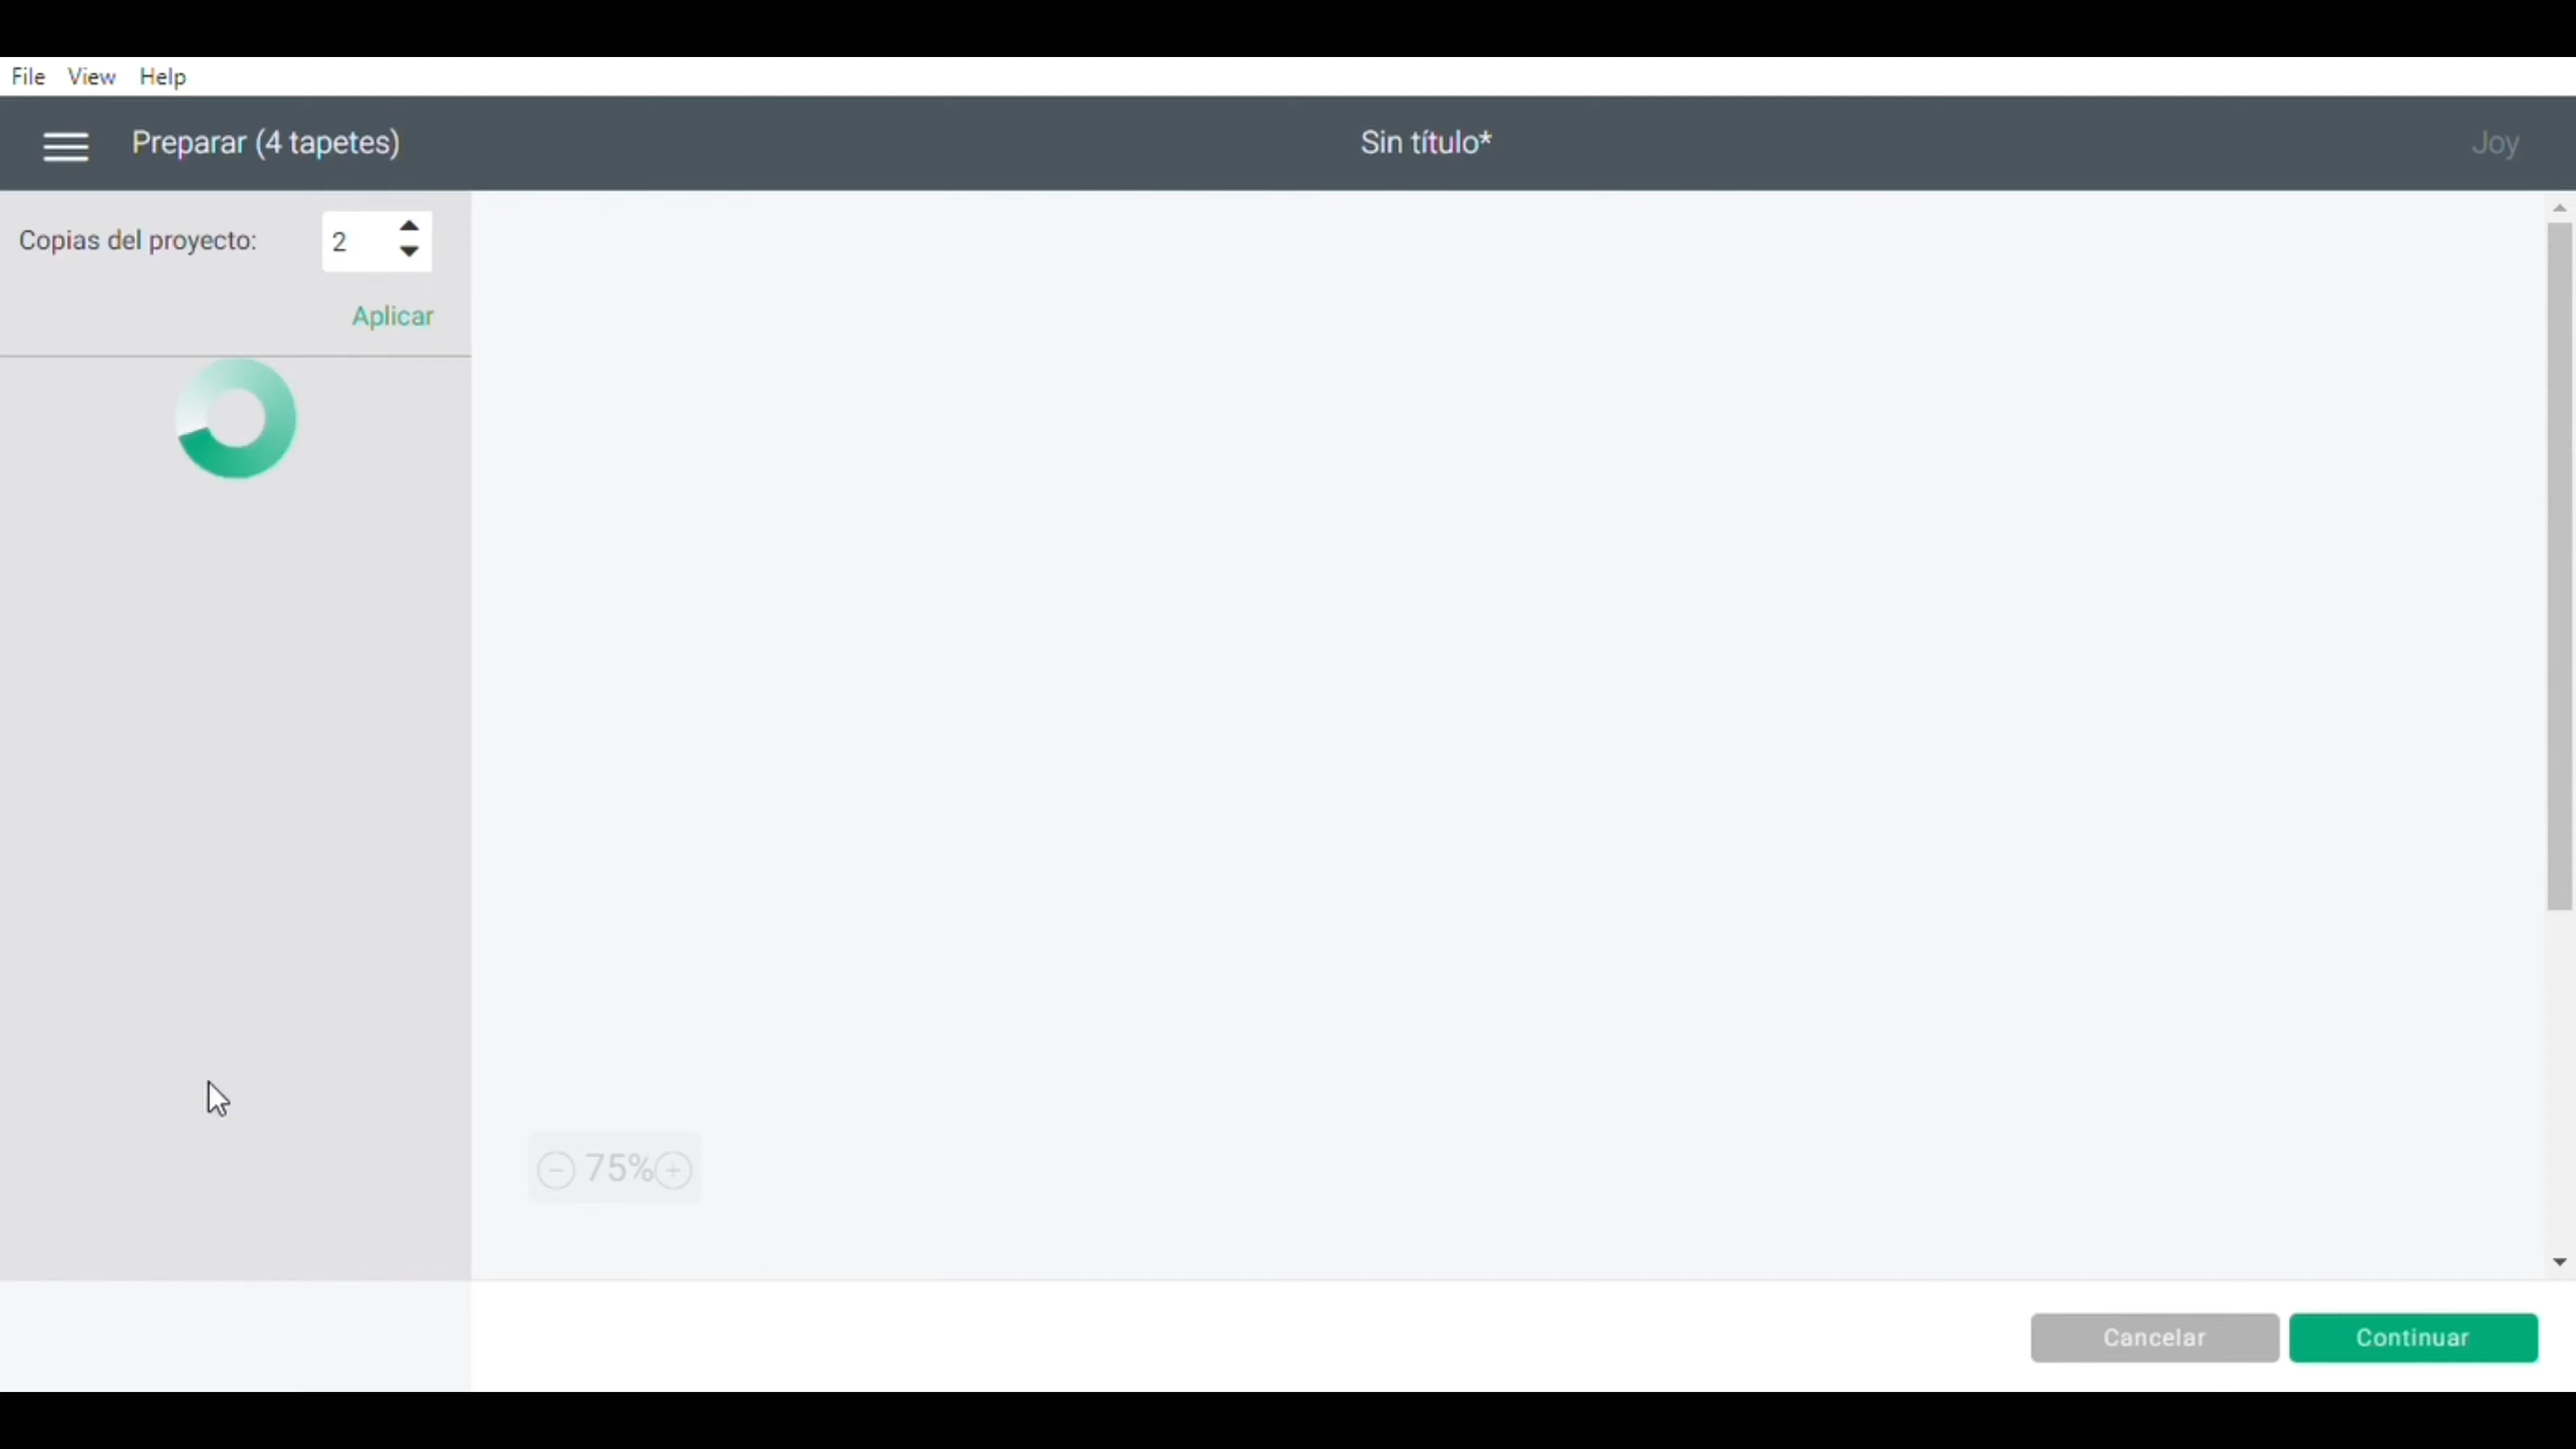 File View Help
Preparar (4 tapetes) Sin título* Joy
Copias del proyecto: 2
Aplicar
75%
Cancelar Continuar